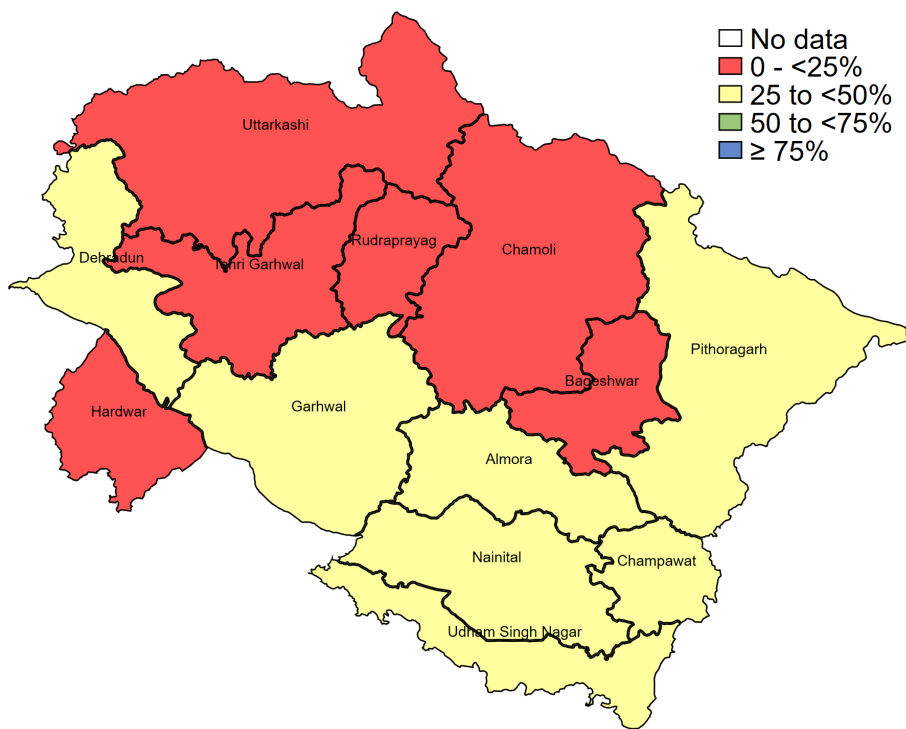 No data
0 - <25%
25 to <50%
50 to <75%
≥ 75%
Uttarkashi
Rudraprayag
Chamoli
Dehradun
Tehri Garhwal
Pithoragarh
Bageshwar
Hardwar
Garhwal
Almora
Nainital
Champawat
Udham Singh Nagar